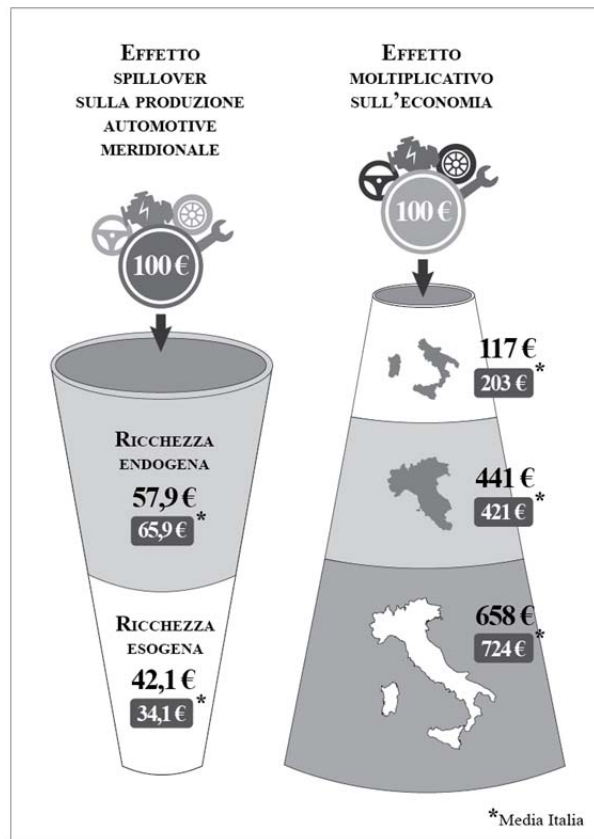 Effetto
spillover
sulla produzione
automotive
meridionale
100 €
Ricchezza
endogena
57,9 €
65,9 € *
Ricchezza
esogena
42,1 €
34,1 € *
Effetto
moltiplicativo
sull’economia
100 €
117 €
203 € *
441 €
421 € *
658 €
724 € *
*Media Italia